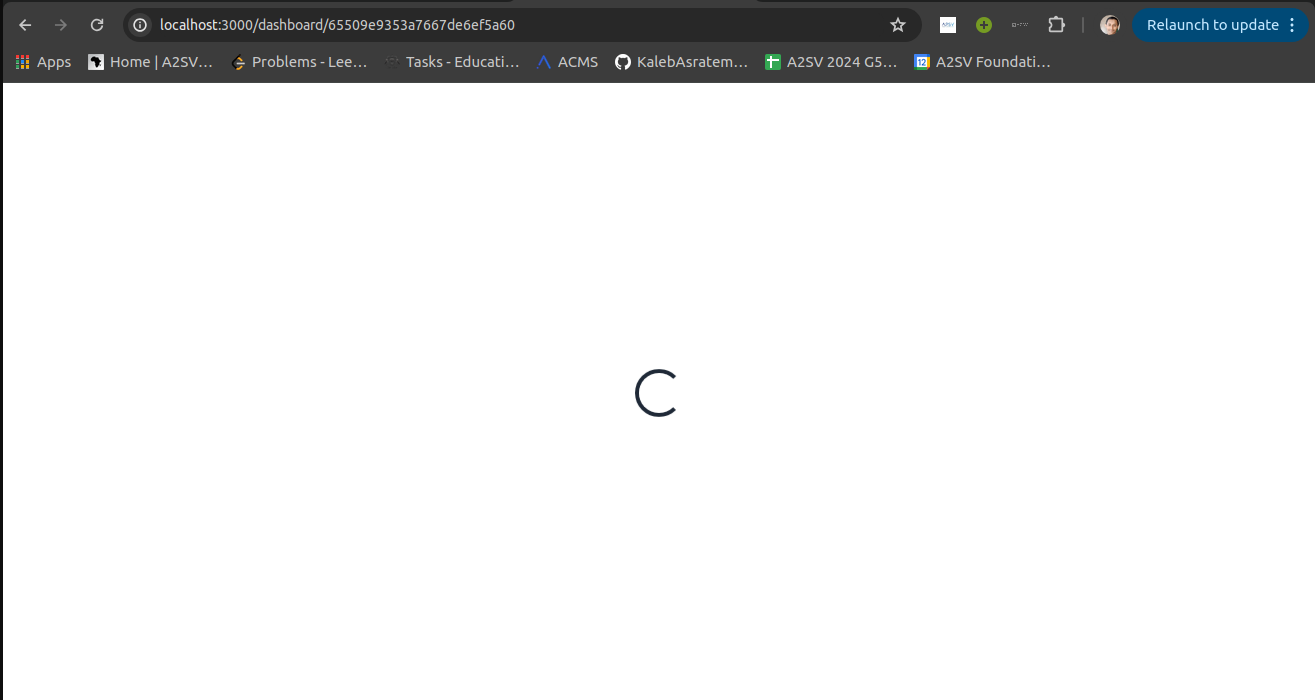 localhost:3000/dashboard/65509e9353a7667de6ef5a60
Relaunch to update
Apps
Home | A2SV...
Problems - Lee...
Tasks - Educati...
ACMS
KalebAsratem...
A2SV 2024 G5...
12
A2SV Foundati...